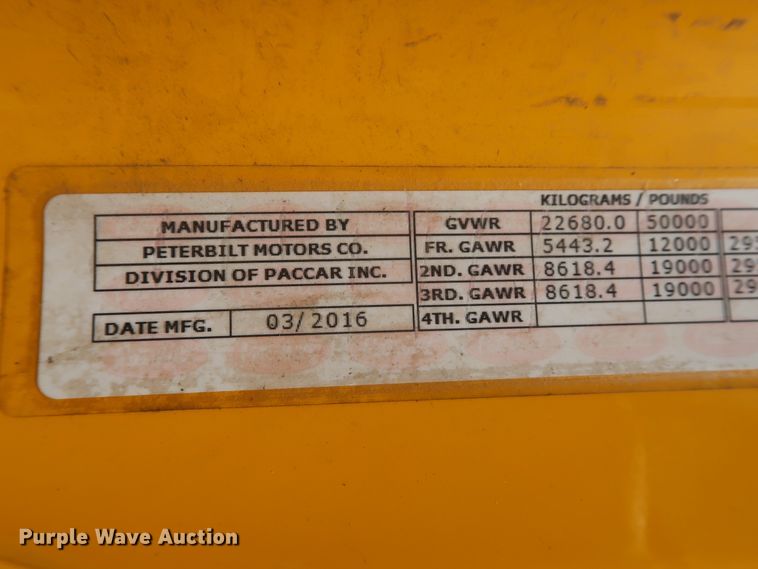 KILOGRAMS / POUNDS
MANUFACTURED BY GVWR 22680.0 50000
PETERBILT MOTORS CO. FR. GAWR 5443.2 12000
DIVISION OF PACCAR INC. 2ND. GAWR 8618.4 19000 29
3RD. GAWR 8618.4 19000 29
DATE MFG. 03/2016 4TH. GAWR
Purple Wave Auction